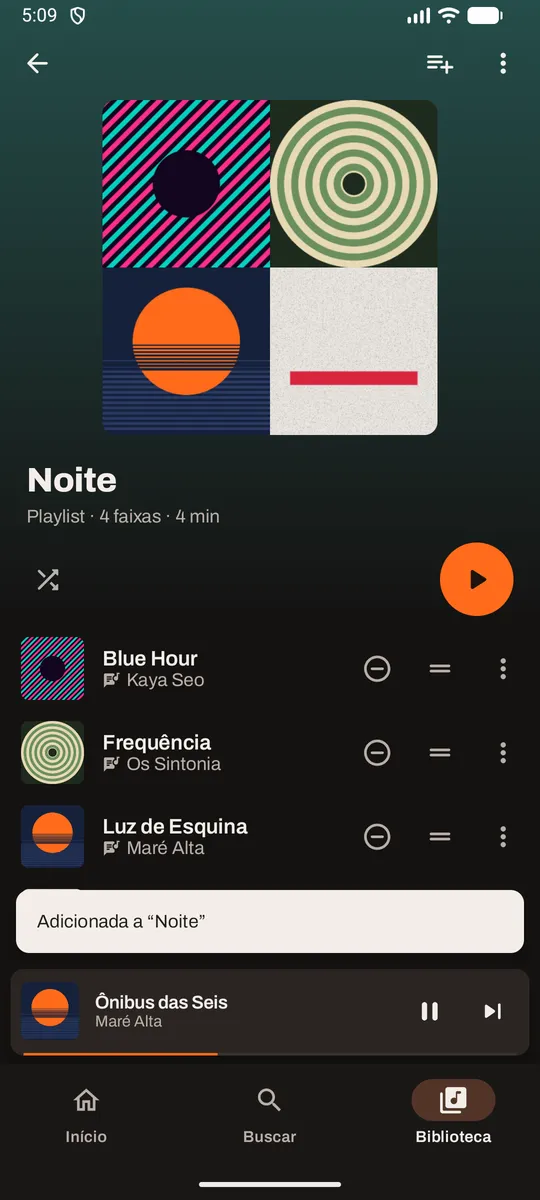 5:09
Noite
Playlist · 4 faixas · 4 min
Blue Hour
Kaya Seo
Frequência
Os Sintonia
Luz de Esquina
Maré Alta
Adicionada a “Noite”
Ônibus das Seis
Maré Alta
Início
Buscar
Biblioteca